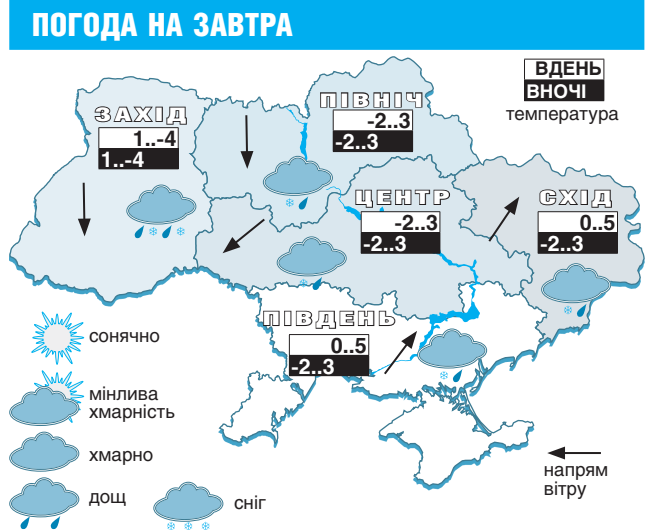 ПОГОДА НА ЗАВТРА
ВДЕНЬ
ВНОЧІ
температура
ЗАХІД
1..-4
1..-4
ПІВНІЧ
-2..3
-2..3
ЦЕНТР
-2..3
-2..3
СХІД
0..5
-2..3
ПІВДЕНЬ
0..5
-2..3
сонячно
мінлива
хмарність
хмарно
дощ
сніг
напрям
вітру